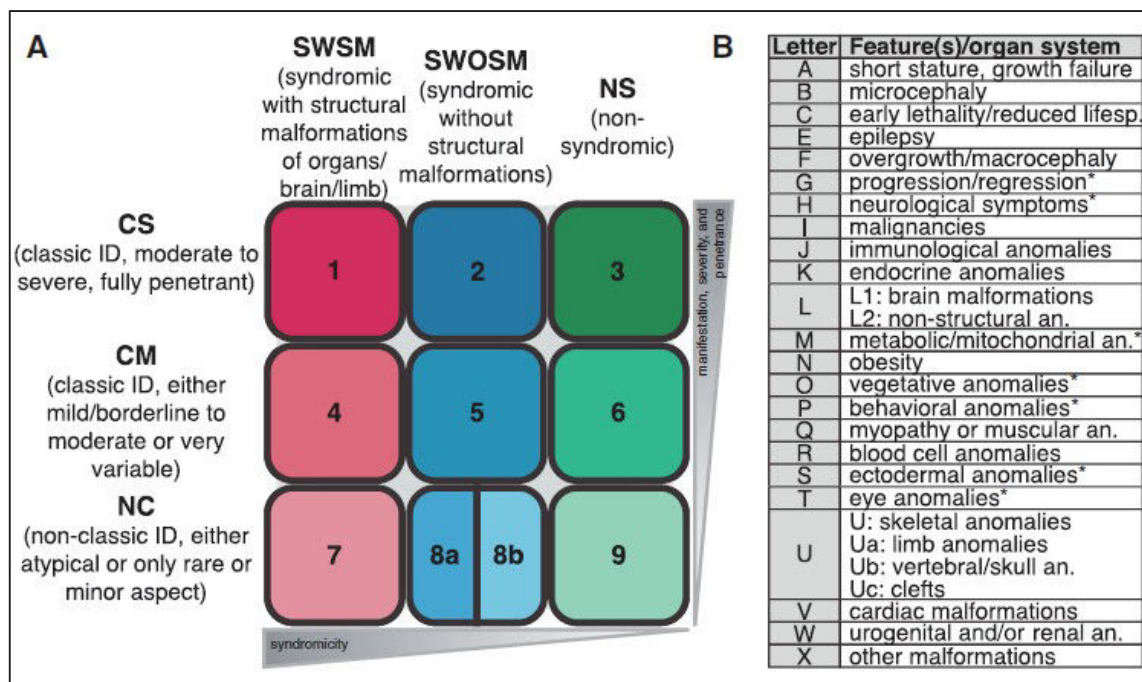 A
SWSM
(syndromic
with structural
malformations
of organs/
brain/limb)
SWOSM
(syndromic
without
structural
malformations)
NS
(non-
syndromic)
CS
(classic ID, moderate to
severe, fully penetrant)
1
2
3
manifestation, severity, and
penetrance
CM
(classic ID, either
mild/borderline to
moderate or very
variable)
4
5
6
NC
(non-classic ID, either
atypical or only rare or
minor aspect)
7
8a
8b
9
syndromicity
B
Letter Feature(s)/organ system
A short stature, growth failure
B microcephaly
C early lethality/reduced lifesp.
E epilepsy
F overgrowth/macrocephaly
G progression/regression*
H neurological symptoms*
I malignancies
J immunological anomalies
K endocrine anomalies
L L1: brain malformations
L2: non-structural an.
M metabolic/mitochondrial an.*
N obesity
O vegetative anomalies*
P behavioral anomalies*
Q myopathy or muscular an.
R blood cell anomalies
S ectodermal anomalies*
T eye anomalies*
U U: skeletal anomalies
Ua: limb anomalies
Ub: vertebral/skull an.
Uc: clefts
V cardiac malformations
W urogenital and/or renal an.
X other malformations